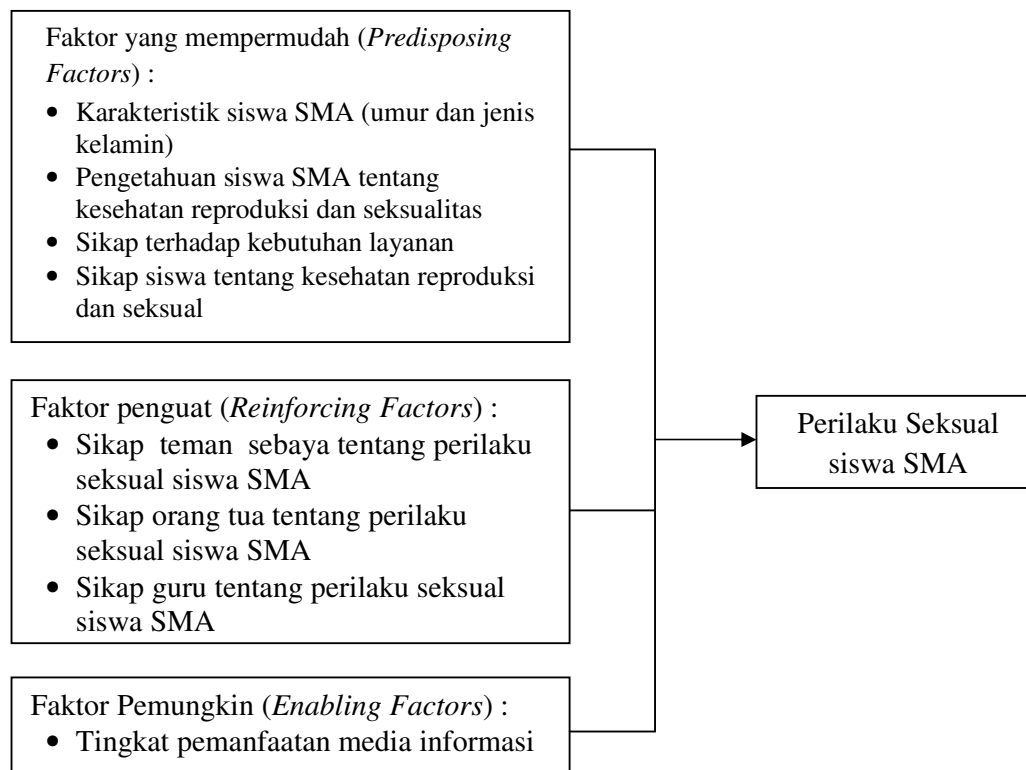 Faktor yang mempermudah (Predisposing
Factors) :
• Karakteristik siswa SMA (umur dan jenis
kelamin)
• Pengetahuan siswa SMA tentang
kesehatan reproduksi dan seksualitas
• Sikap terhadap kebutuhan layanan
• Sikap siswa tentang kesehatan reproduksi
dan seksual
Faktor penguat (Reinforcing Factors) :
• Sikap teman sebaya tentang perilaku
seksual siswa SMA
• Sikap orang tua tentang perilaku
seksual siswa SMA
• Sikap guru tentang perilaku seksual
siswa SMA
Faktor Pemungkin (Enabling Factors) :
• Tingkat pemanfaatan media informasi
Perilaku Seksual
siswa SMA